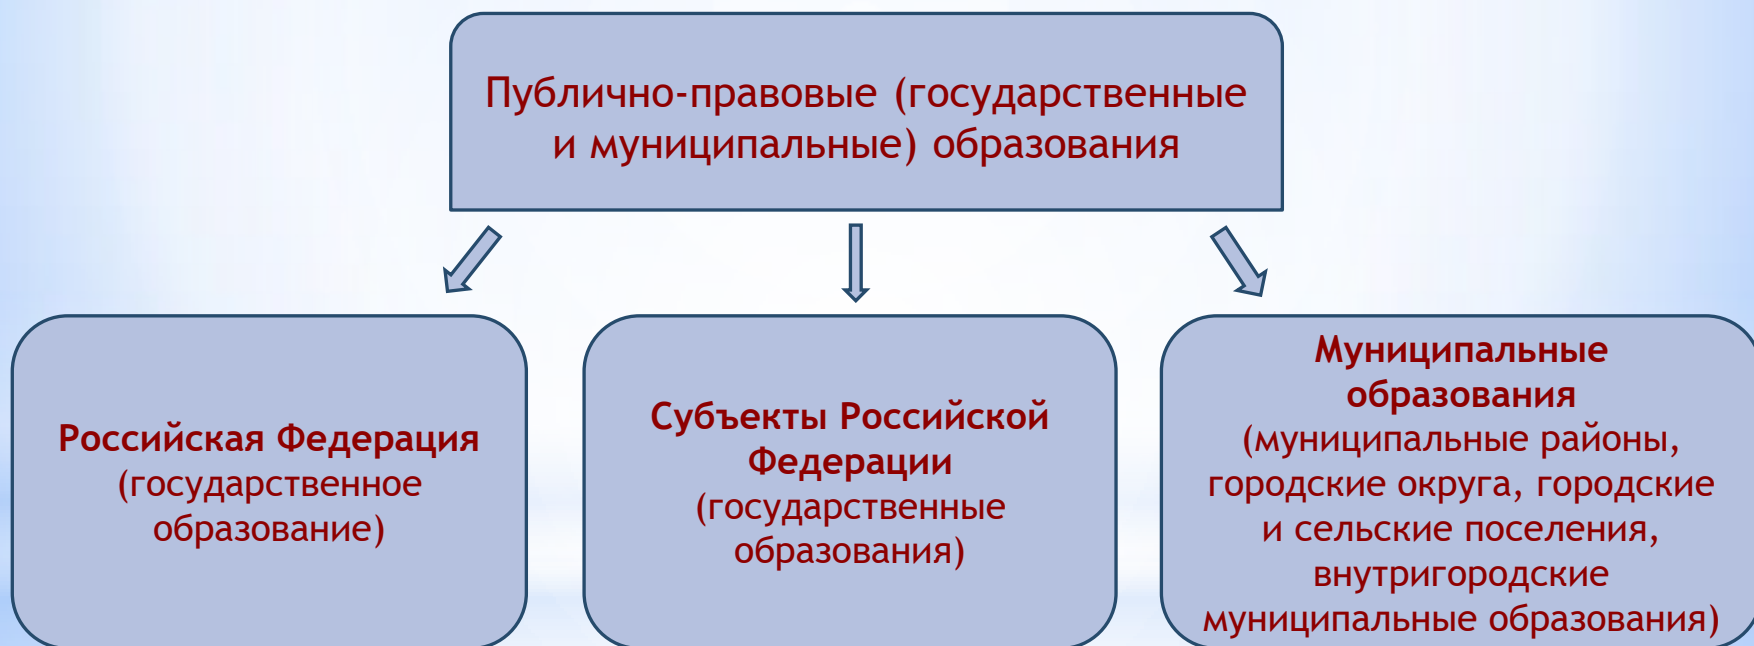 Публично-правовые (государственные
и муниципальные) образования
Российская Федерация
(государственное
образование)
Субъекты Российской
Федерации
(государственные
образования)
Муниципальные
образования
(муниципальные районы,
городские округа, городские
и сельские поселения,
внутригородские
муниципальные образования)